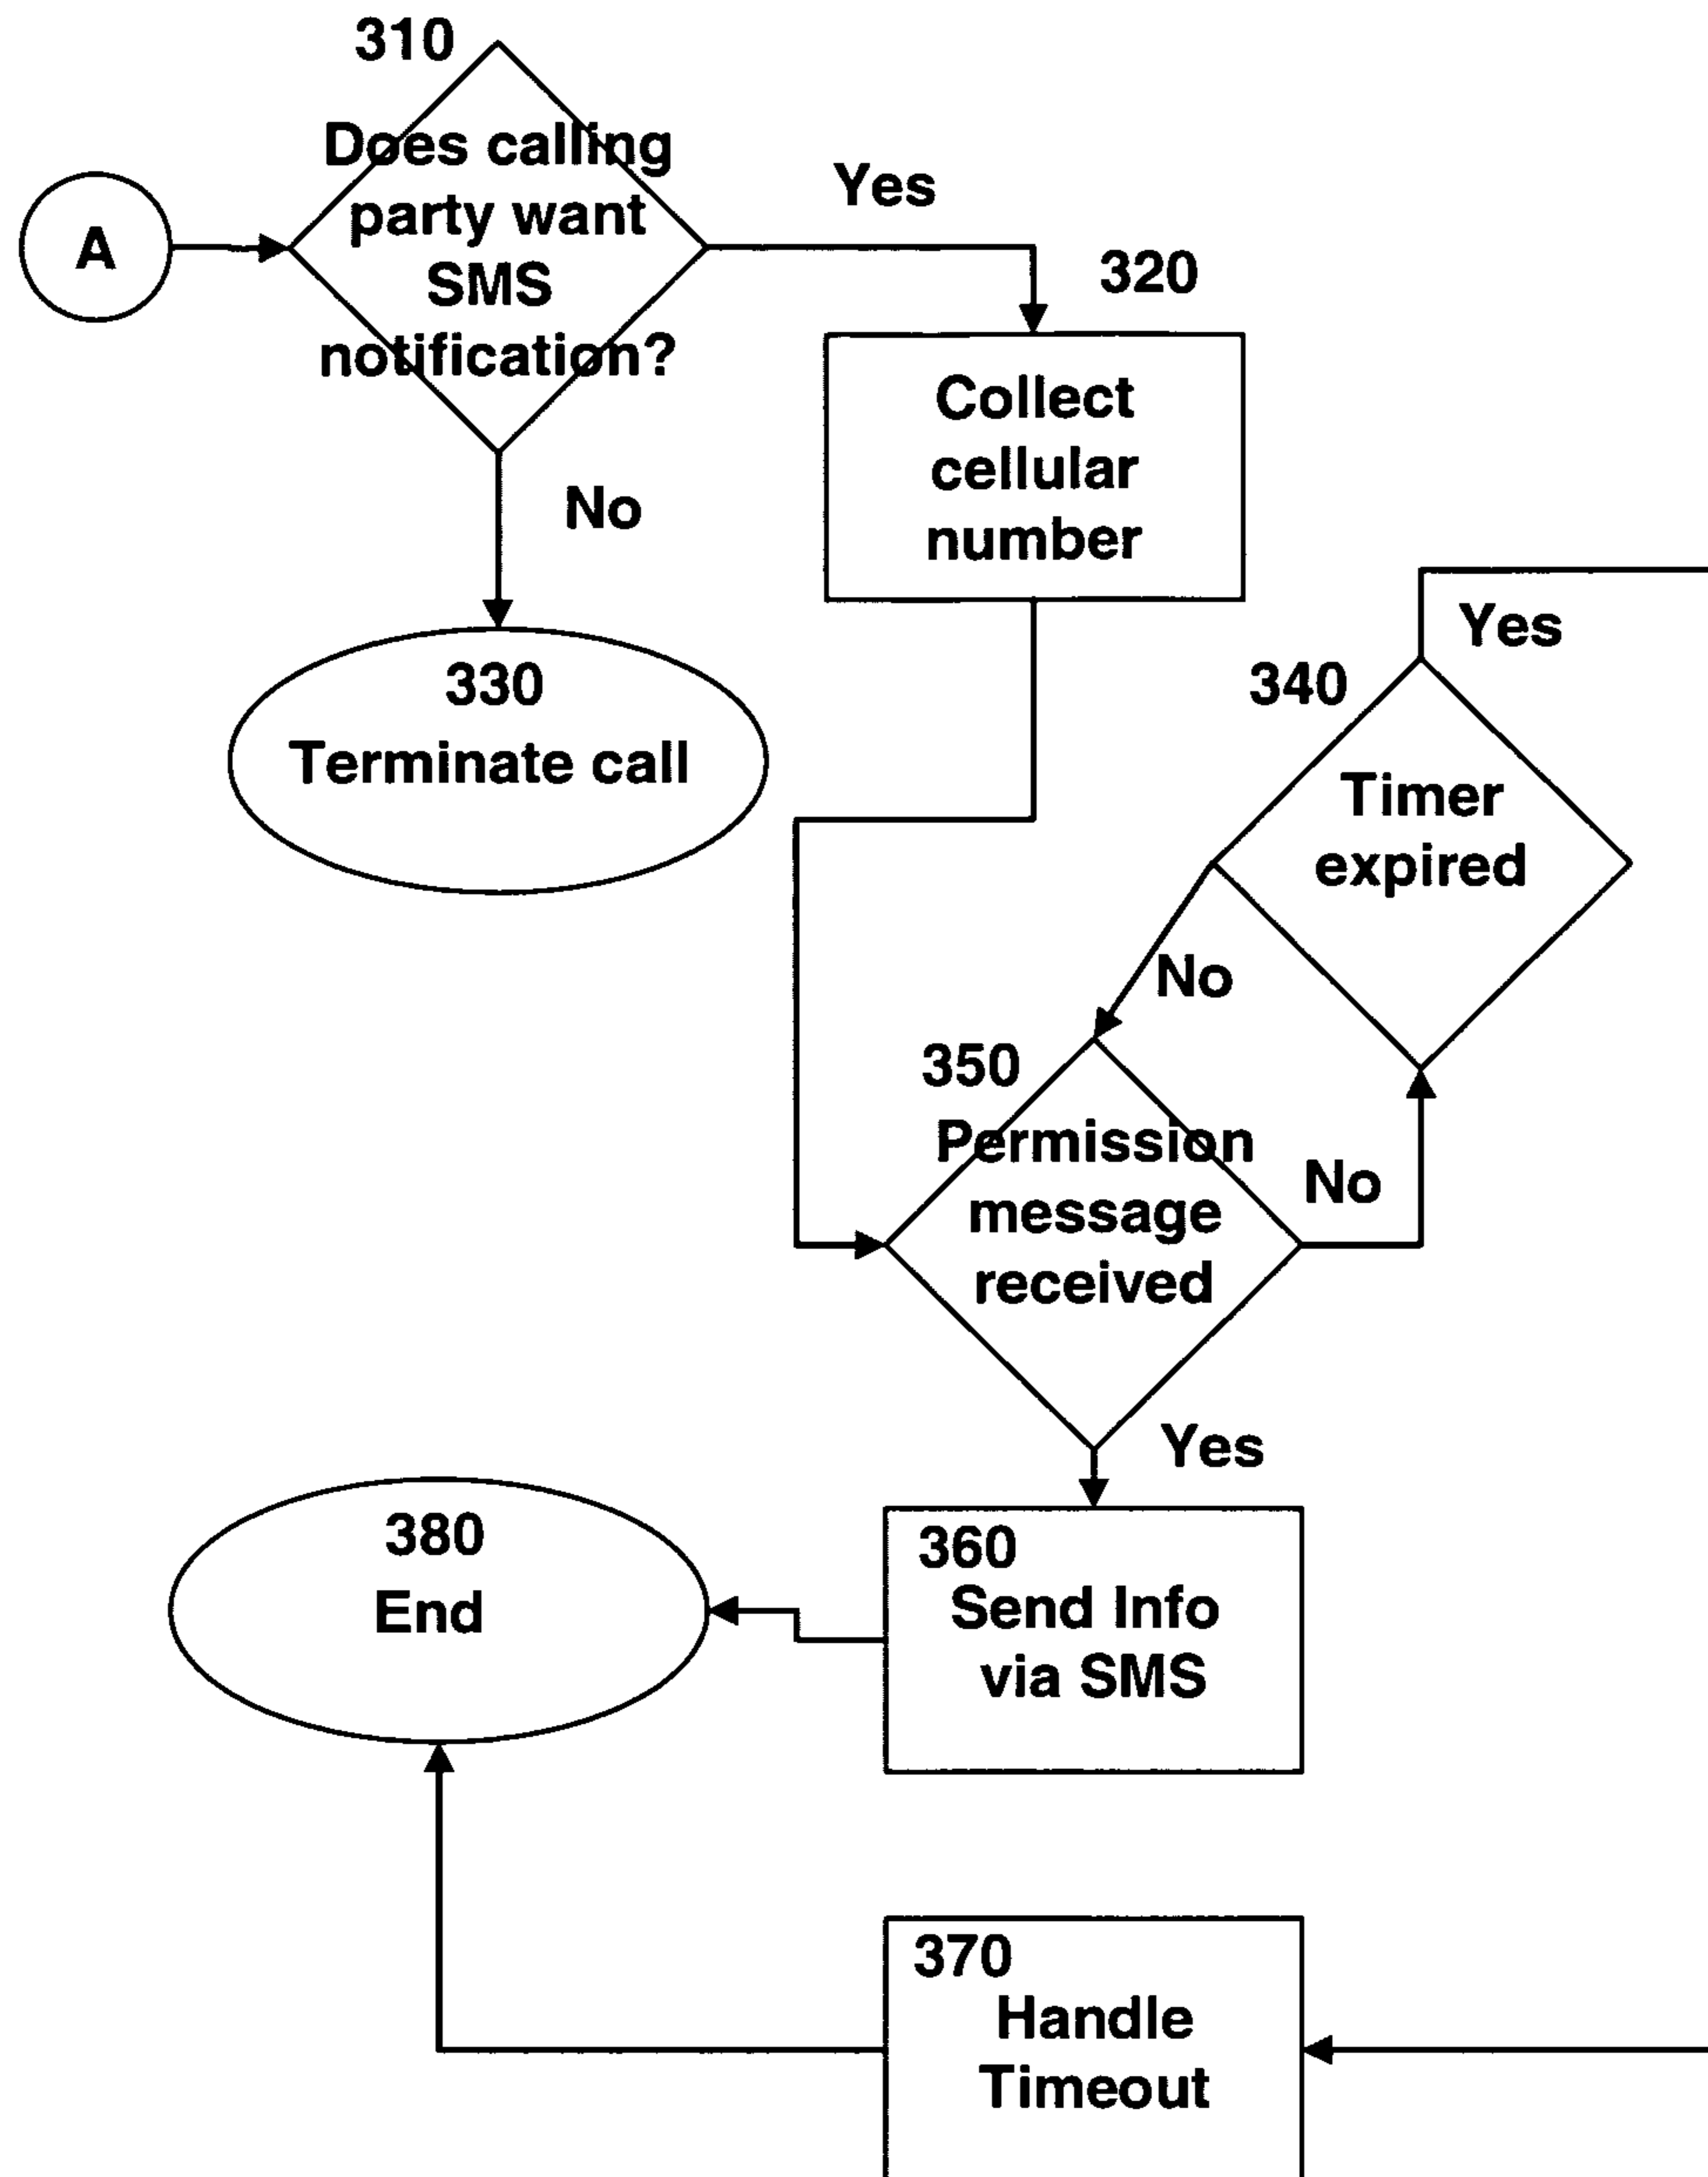 310
Does calling
party want
SMS
notification?
A
Yes
320
Collect
cellular
number
No
330
Terminate call
Yes
340
Timer
expired
No
350
Permission
message
received
No
Yes
380
End
360
Send Info
via SMS
370
Handle
Timeout